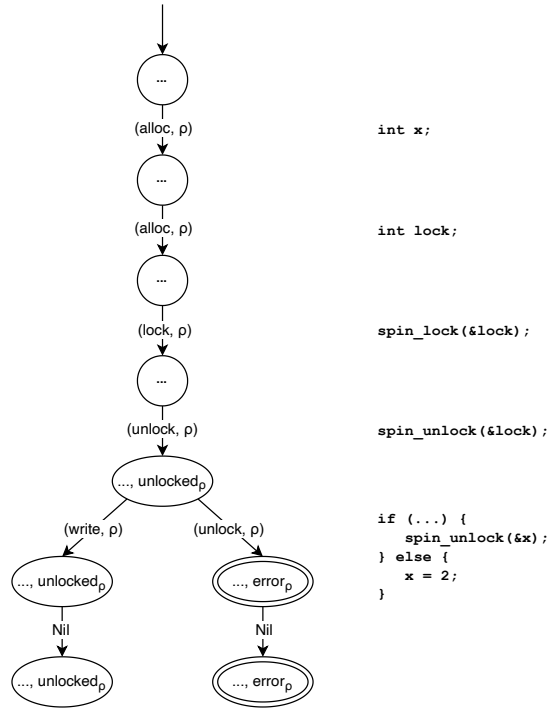 ...
(alloc, ρ)
int x;
...
(alloc, ρ)
int lock;
...
(lock, ρ)
spin_lock(&lock);
...
(unlock, ρ)
spin_unlock(&lock);
..., unlockedρ
(write, ρ)
(unlock, ρ)
if (...) {
spin_unlock(&x);
} else {
x = 2;
}
..., unlockedρ
..., errorρ
Nil
Nil
..., unlockedρ
..., errorρ